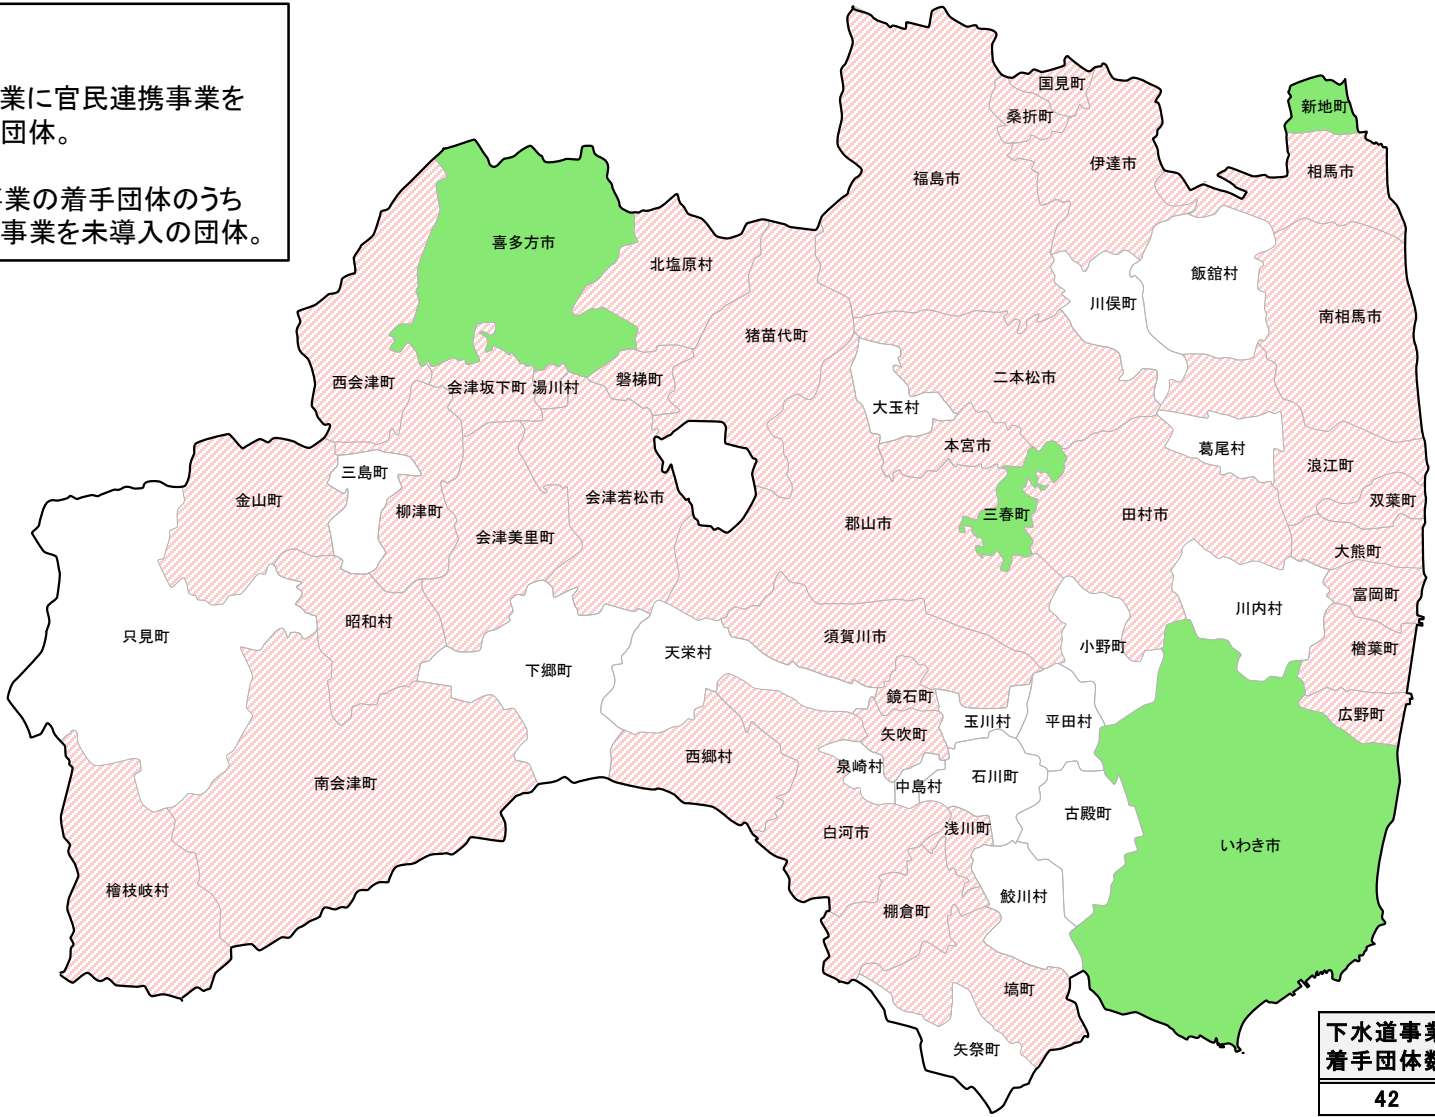 業に官民連携事業を
団体。
事業の着手団体のうち
事業を未導入の団体。
国見町
桑折町
新地町
伊達市
相馬市
福島市
喜多方市
北塩原村
飯舘村
川俣町
南相馬市
猪苗代町
二本松市
西会津町
会津坂下町
湯川村
磐梯町
大玉村
本宮市
葛尾村
浪江町
三島町
金山町
柳津町
会津若松市
双葉町
会津美里町
郡山市
三春町
田村市
大熊町
富岡町
川内村
昭和村
只見町
須賀川市
小野町
楢葉町
天栄村
下郷町
鏡石町
玉川村
平田村
広野町
矢吹町
西郷村
泉崎村
中島村
石川町
南会津町
古殿町
白河市
浅川町
いわき市
檜枝岐村
鮫川村
棚倉町
塙町
矢祭町
下水道事業
着手団体数
42